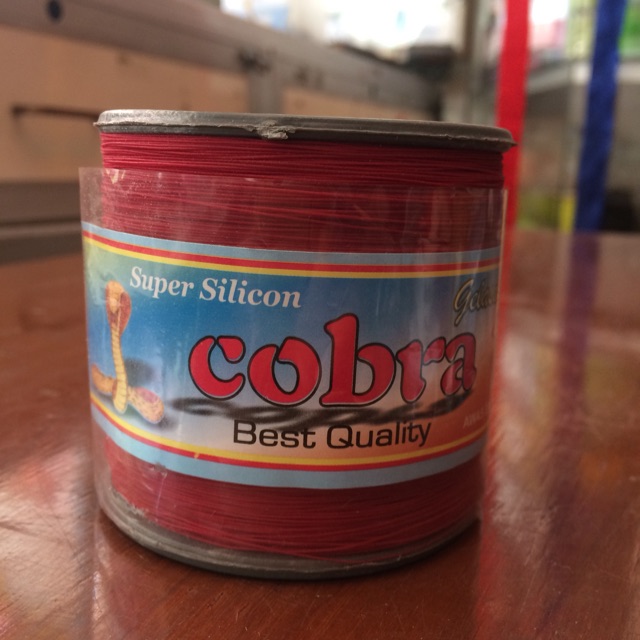 Super Silicon
cobra
Best Quality